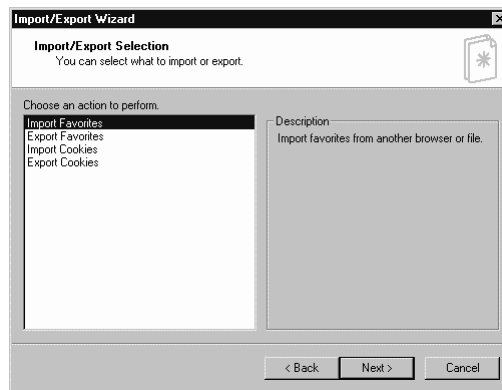 Import/Export Wizard
Import/Export Selection
You can select what to import or export.
Choose an action to perform.
Import Favorites
Export Favorites
Import Cookies
Export Cookies
Description
Import favorites from another browser or file.
< Back
Next >
Cancel